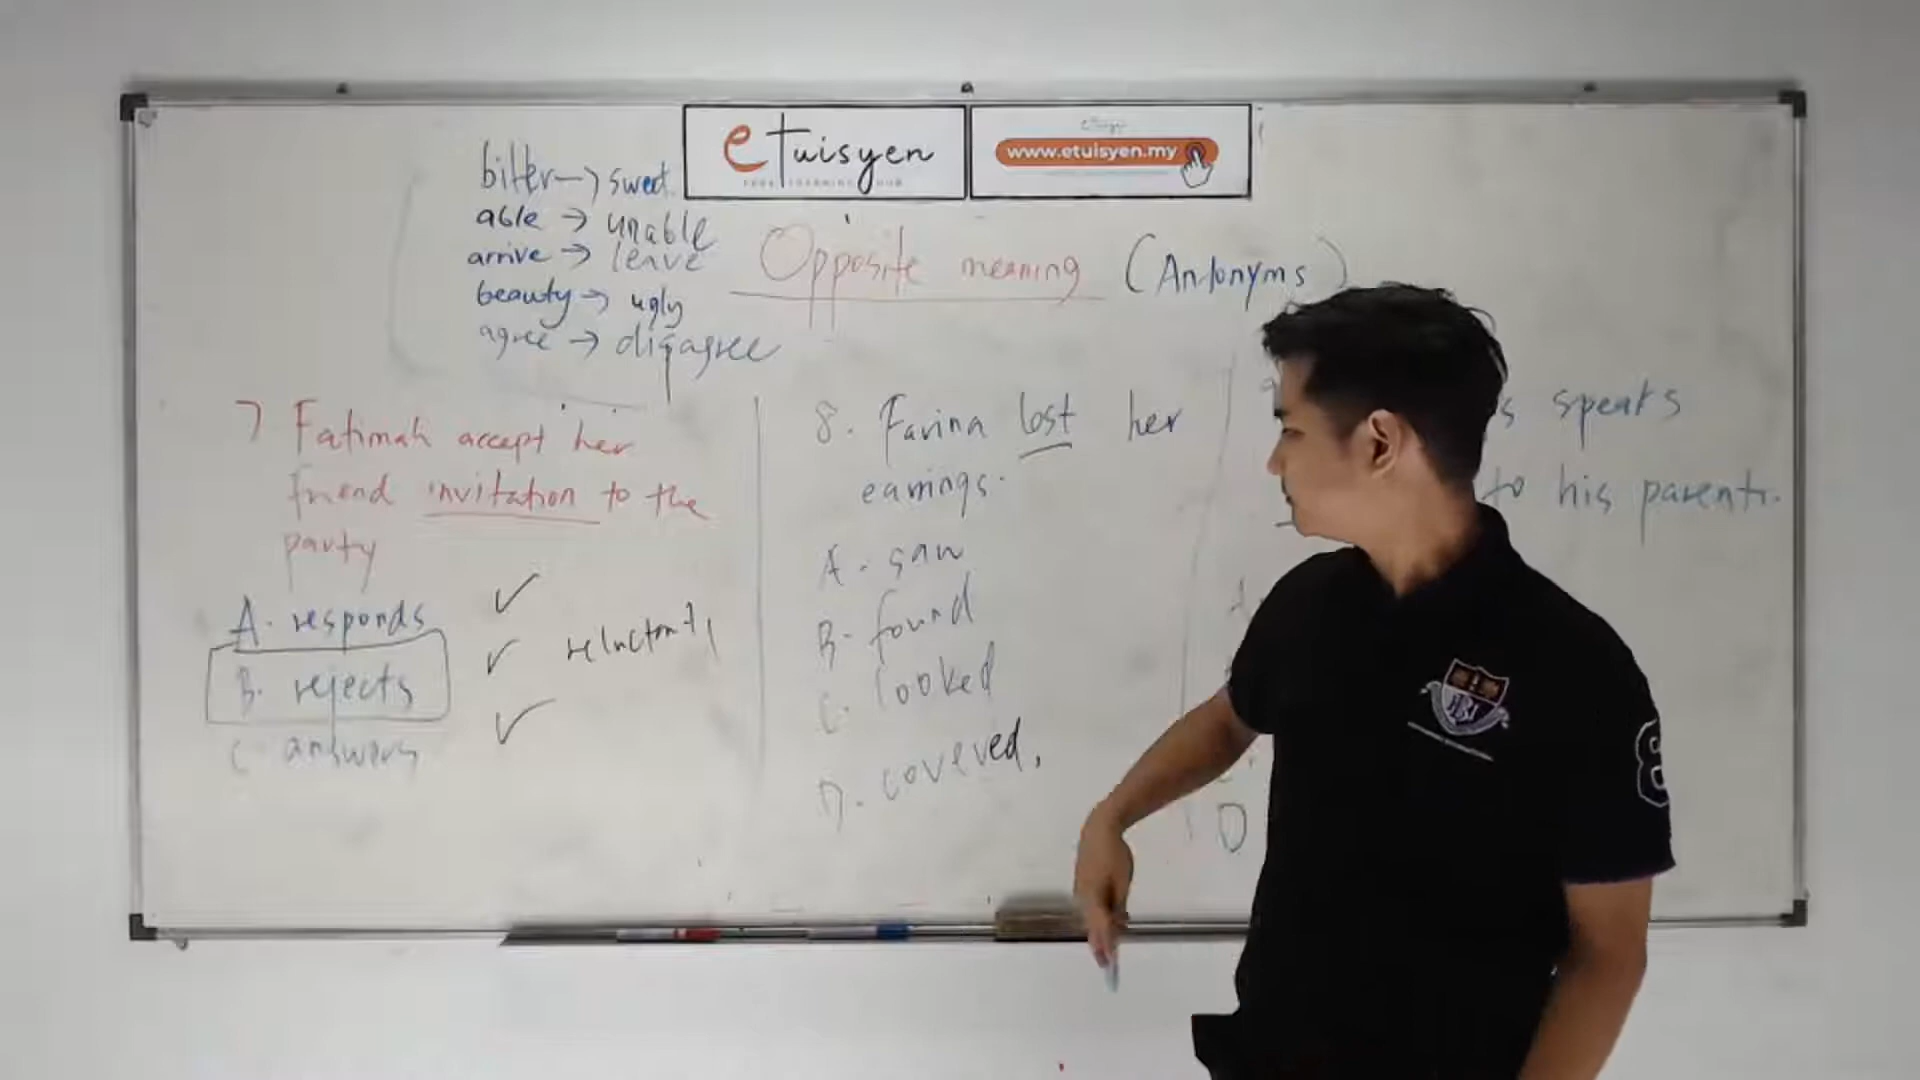 eTuisyen
www.etuisyen.my
bitter → sweet
able → unable
arrive → leave
beauty → ugly
agree → disagree
Opposite meaning (Antonyms)
7 Fatimah accept her
friend invitation to the
party
A. responds
B. rejects
C. answers
8. Farina lost her
earrings.
A. saw
B. found
C. looked
D. covered.
s speaks
to his parents.
D
8